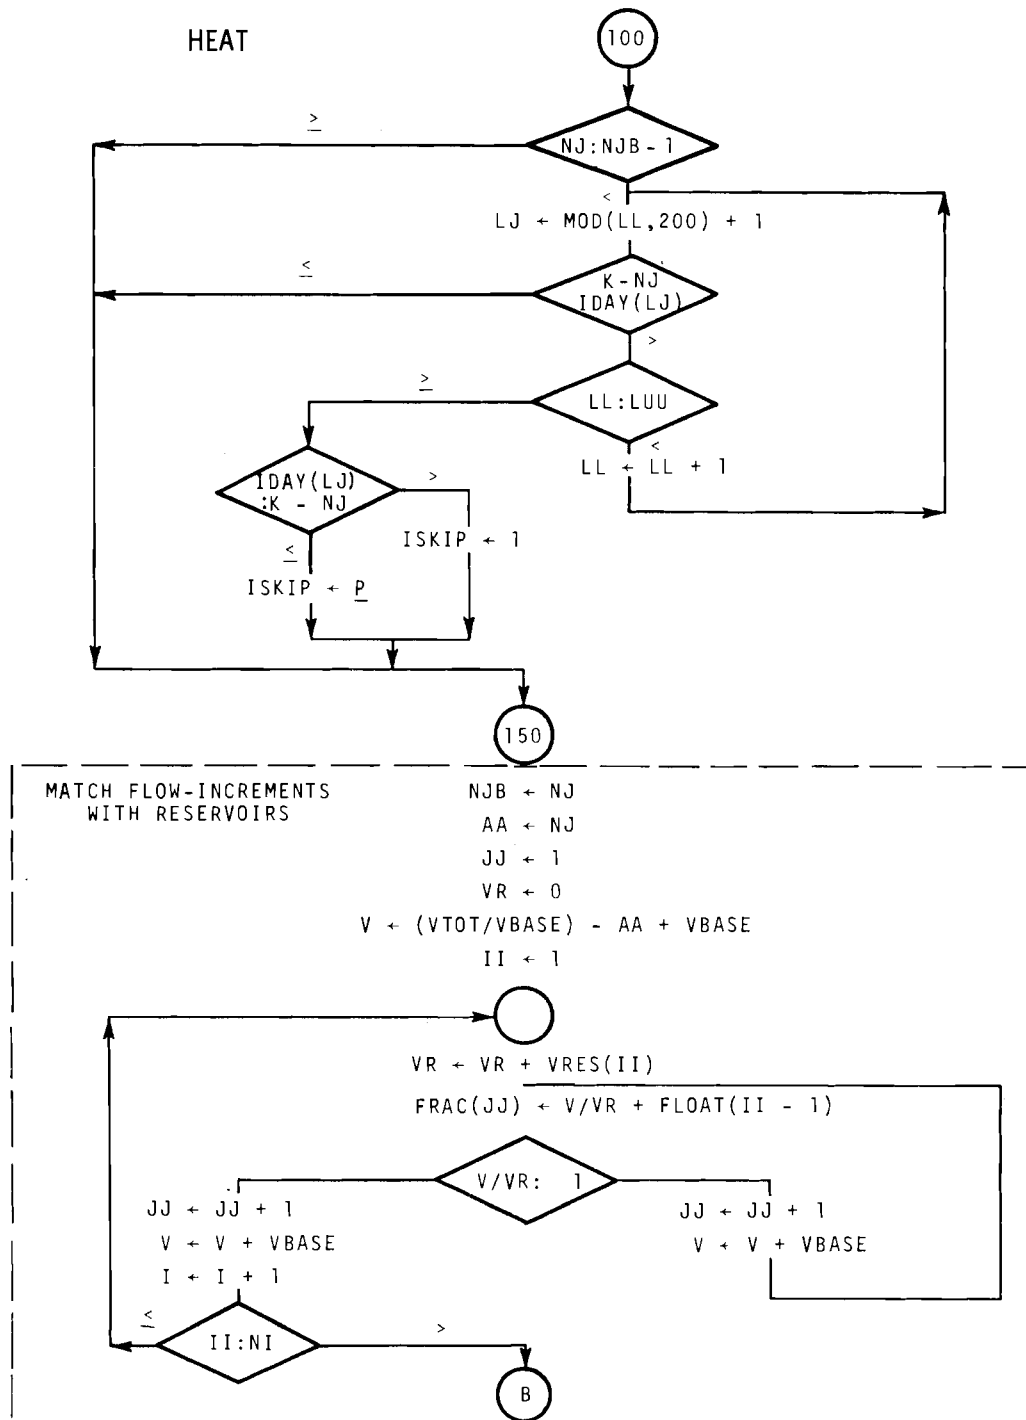 HEAT
100
≥
NJ:NJB - 1
<
LJ ← MOD(LL,200) + 1
≤
K-NJ
IDAY(LJ)
>
≥
LL:LUU
<
LL ← LL + 1
IDAY(LJ)
:K - NJ
>
ISKIP ← 1
≤
ISKIP ← P
150
MATCH FLOW-INCREMENTS
WITH RESERVOIRS
NJB ← NJ
AA ← NJ
JJ ← 1
VR ← 0
V ← (VTOT/VBASE) - AA + VBASE
II ← 1
VR ← VR + VRES(II)
FRAC(JJ) ← V/VR + FLOAT(II - 1)
V/VR: 1
JJ ← JJ + 1
V ← V + VBASE
I ← I + 1
JJ ← JJ + 1
V ← V + VBASE
≤
II:NI
>
B